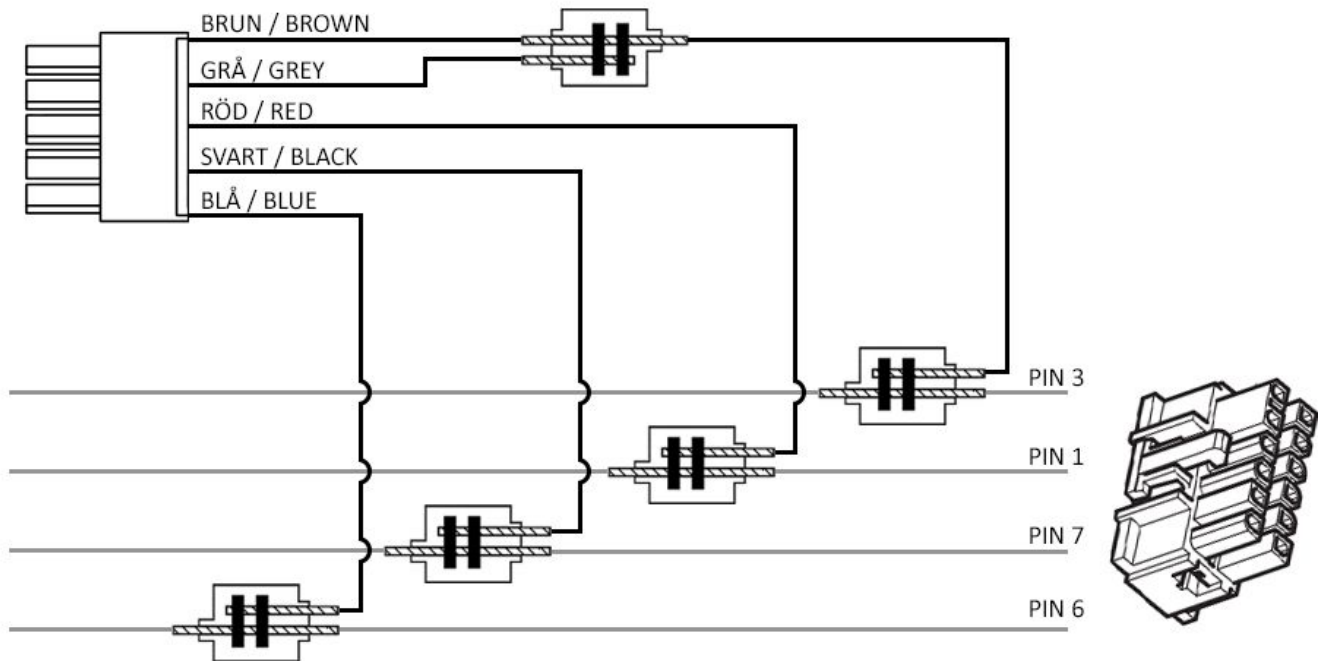 BRUN / BROWN
GRÅ / GREY
RÖD / RED
SVART / BLACK
BLÅ / BLUE
PIN 3
PIN 1
PIN 7
PIN 6